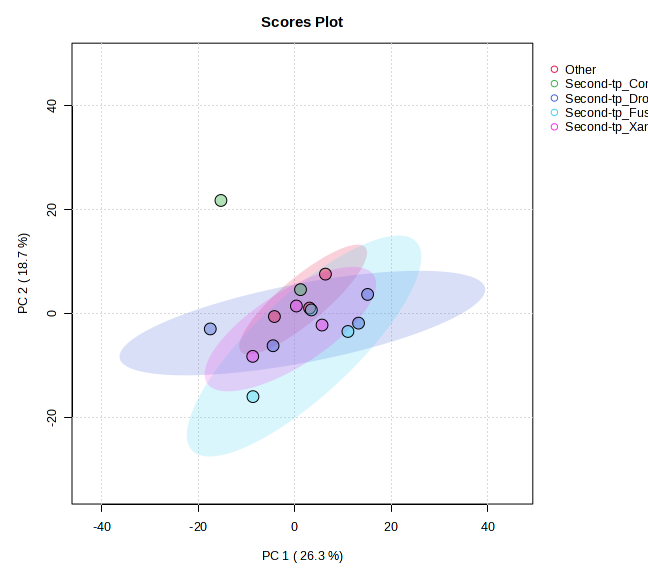 Scores Plot
Other
Second-tp_Cor
Second-tp_Dro
Second-tp_Fus
Second-tp_Xar
40
20
0
-20
PC 2 ( 18.7 %)
-40 -20 0 20 40
PC 1 ( 26.3 %)